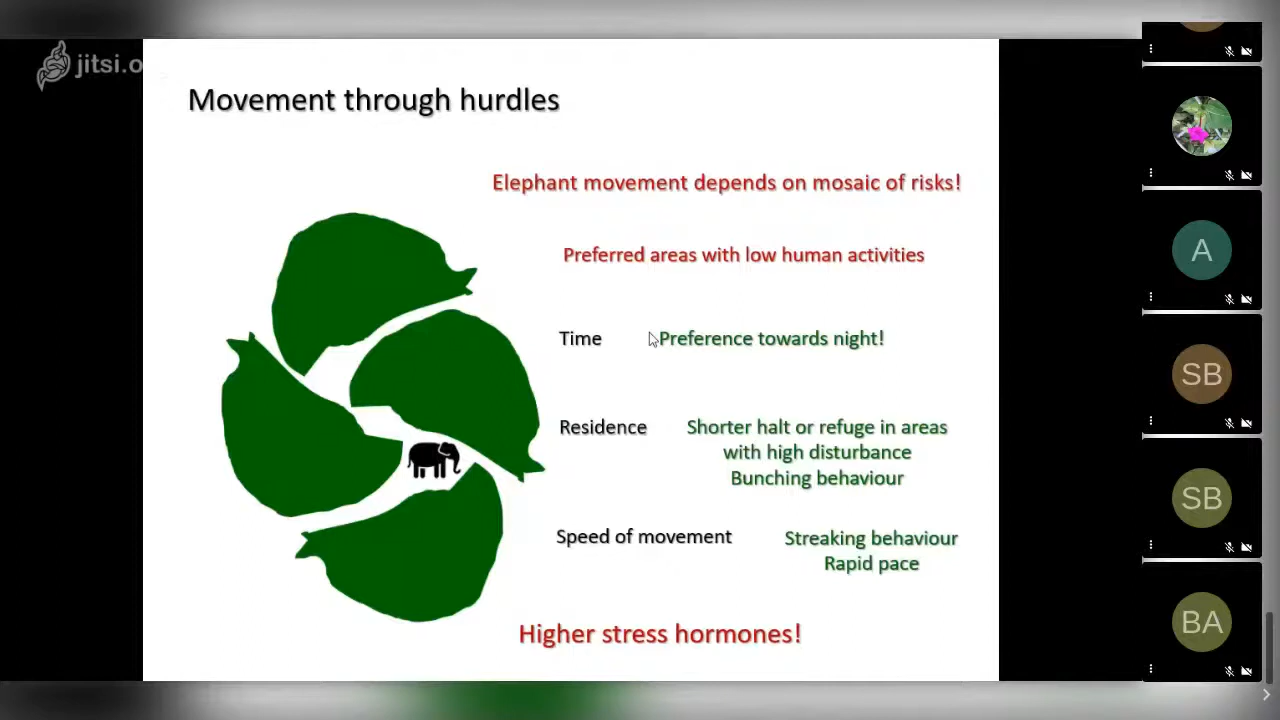 jitsi.o
Movement through hurdles
Elephant movement depends on mosaic of risks!
Preferred areas with low human activities
Time Preference towards night!
Residence Shorter halt or refuge in areas
with high disturbance
Bunching behaviour
Speed of movement Streaking behaviour
Rapid pace
Higher stress hormones!
A
SB
SB
BA